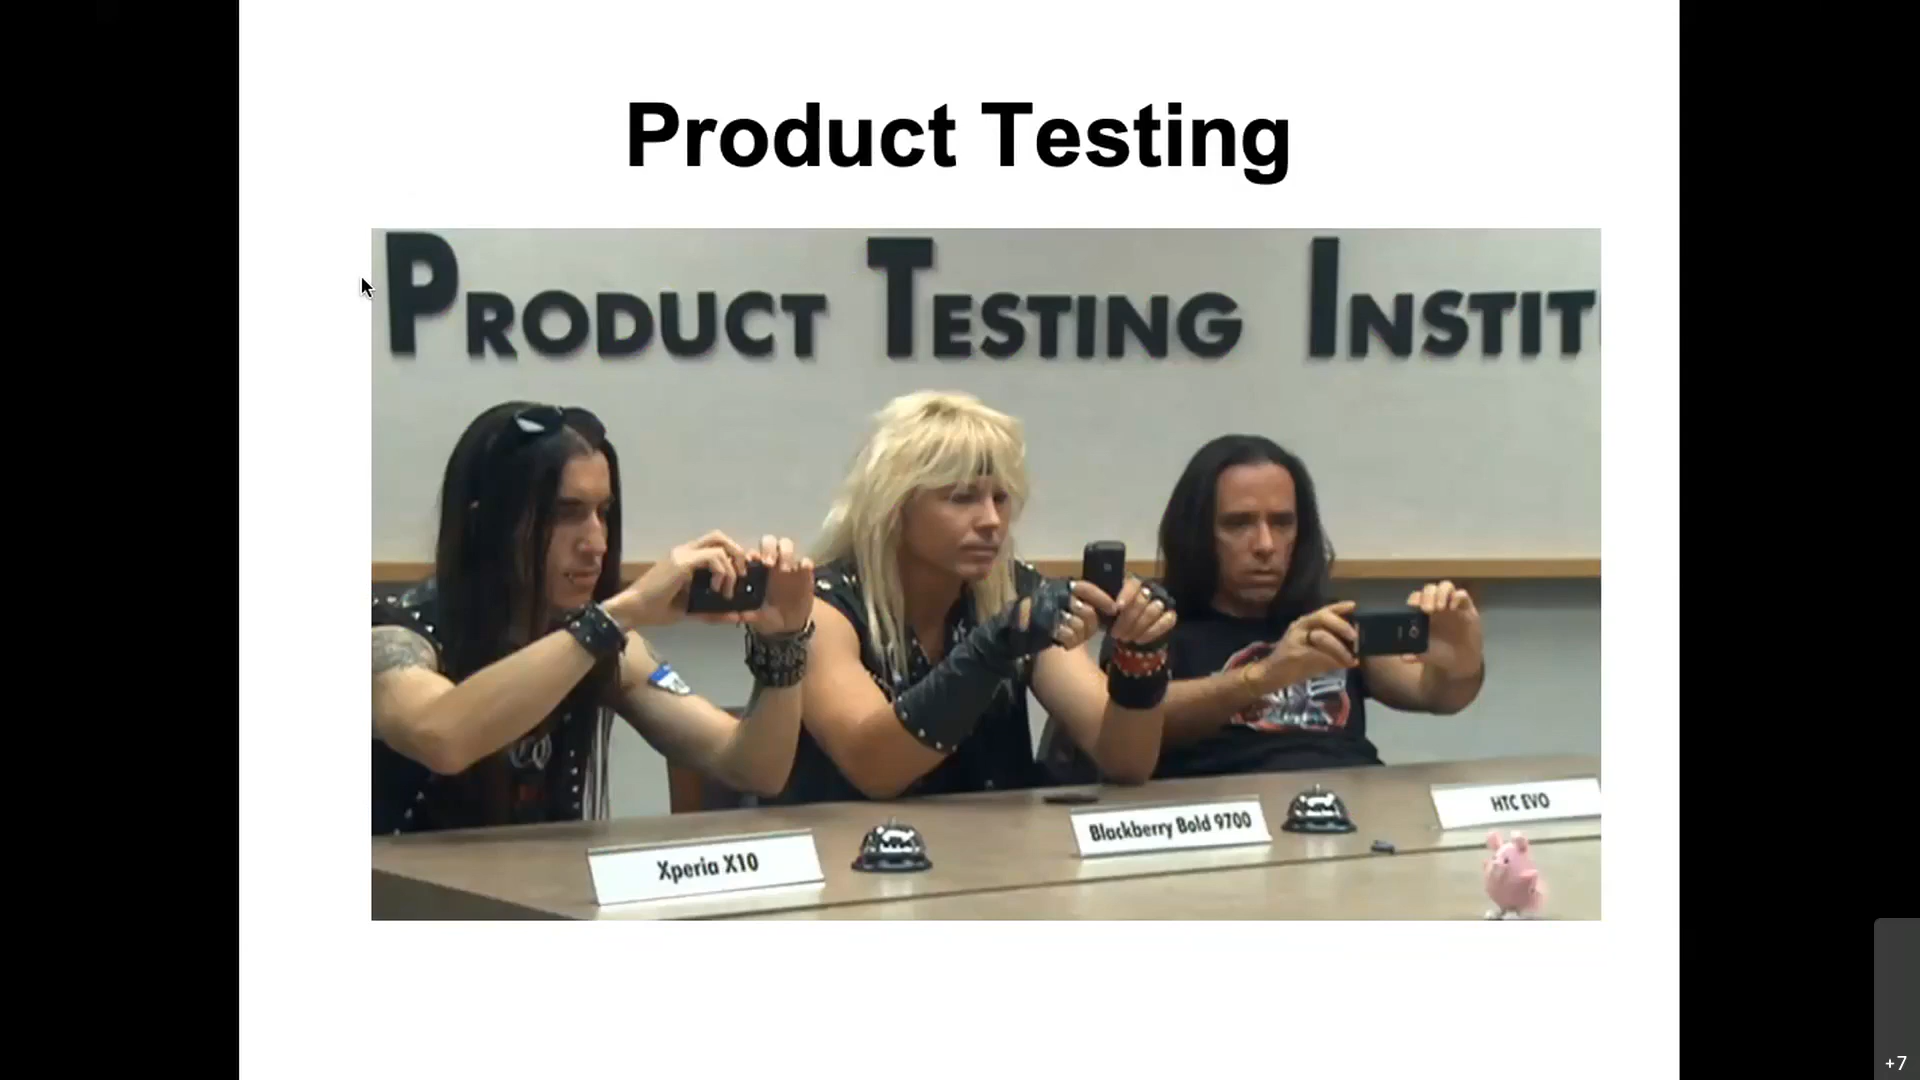 Product Testing
PRODUCT TESTING INSTIT
Xperia X10
Blackberry Bold 9700
HTC EVO
+7